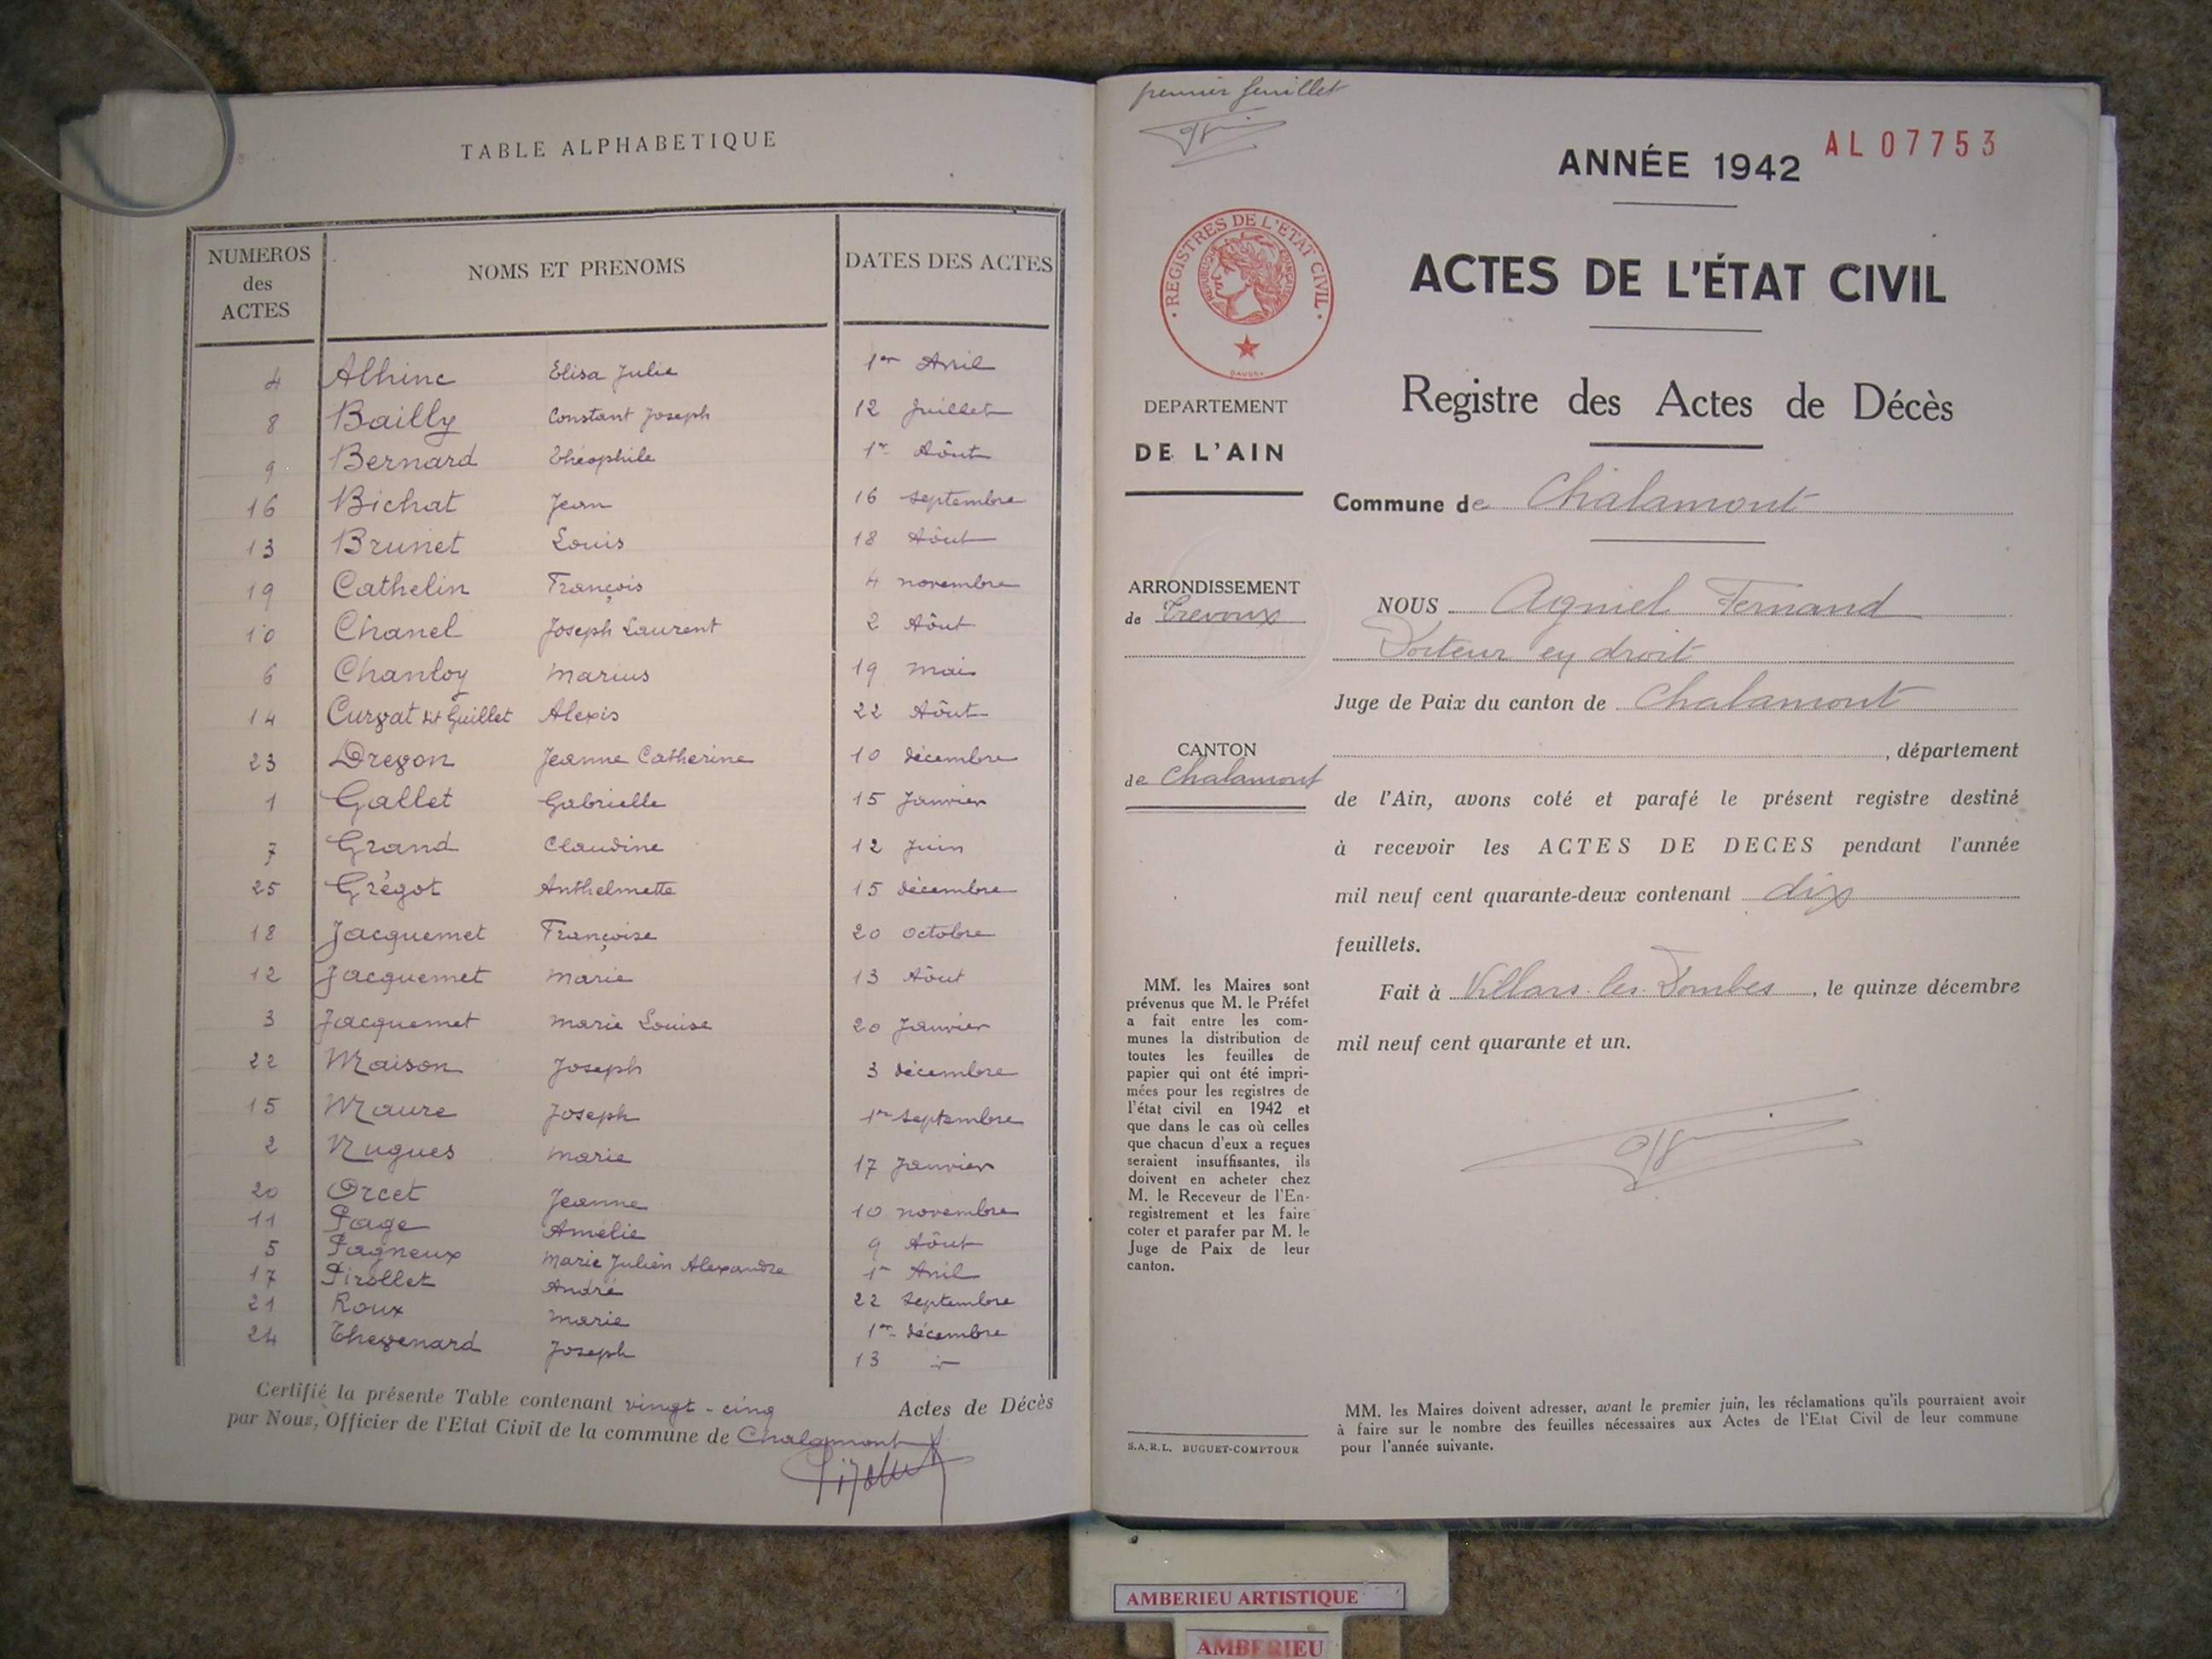 TABLE ALPHABETIQUE
NUMEROS des ACTES | NOMS ET PRENOMS | DATES DES ACTES
4 Alhinc Elisa Julie 1er Avril
8 Bailly Constant Joseph 12 Juillet
9 Bernard Théophile 1er Aôut
16 Bichat Jean 16 septembre
13 Brunet Louis 18 Aôut
19 Cathelin François 4 novembre
10 Chanel Joseph Laurent 2 Aôut
6 Chanloy Marius 19 mai
14 Curvat dit Guillet Alexis 22 Aôut
23 Drevon Jeanne Catherine 10 décembre
1 Gallet Gabrielle 15 Janvier
7 Grand Claudine 12 Juin
25 Grégot Anthelmette 15 décembre
18 Jacquemet Françoise 20 octobre
12 Jacquemet Marie 13 Aôut
3 Jacquemet Marie Louise 20 Janvier
22 Maison Joseph 3 décembre
15 Maure Joseph 1er septembre
2 Nugues Marie 17 Janvier
20 Orcet Jeanne 10 novembre
11 Page Amélie 9 Aôut
5 Pagneux Marie Julien Alexandre 1er Avril
17 Pirollet André 22 Septembre
21 Roux Marie 1er décembre
24 Thevenard Joseph 13
Certifié la présente Table contenant vingt-cinq Actes de Décès
par Nous, Officier de l'Etat Civil de la commune de Chalamont
premier feuillet
ANNÉE 1942 AL07753
REGISTRES DE L'ETAT CIVIL
REPUBLIQUE FRANÇAISE
ACTES DE L'ÉTAT CIVIL
Registre des Actes de Décès
DEPARTEMENT
DE L'AIN
Commune de Chalamont
ARRONDISSEMENT
de Trevoux
NOUS Agniel Fernand
Docteur en droit
Juge de Paix du canton de Chalamont
, département
CANTON
de Chalamont
de l'Ain, avons coté et parafé le présent registre destiné
à recevoir les ACTES DE DECES pendant l'année
mil neuf cent quarante-deux contenant dix
feuillets.
Fait à Villars-les-Dombes, le quinze décembre
mil neuf cent quarante et un.
MM. les Maires sont
prévenus que M. le Préfet
a fait entre les com-
munes la distribution de
toutes les feuilles de
papier qui ont été impri-
mées pour les registres de
l'état civil en 1942 et
que dans le cas où celles
que chacun d'eux a reçues
seraient insuffisantes, ils
doivent en acheter chez
M. le Receveur de l'En-
registrement et les faire
coter et parafer par M. le
Juge de Paix de leur
canton.
S.A.R.L. BUGUET-COMPTOUR
MM. les Maires doivent adresser, avant le premier juin, les réclamations qu'ils pourraient avoir
à faire sur le nombre des feuilles nécessaires aux Actes de l'Etat Civil de leur commune
pour l'année suivante.
AMBERIEU ARTISTIQUE
AMBERIEU